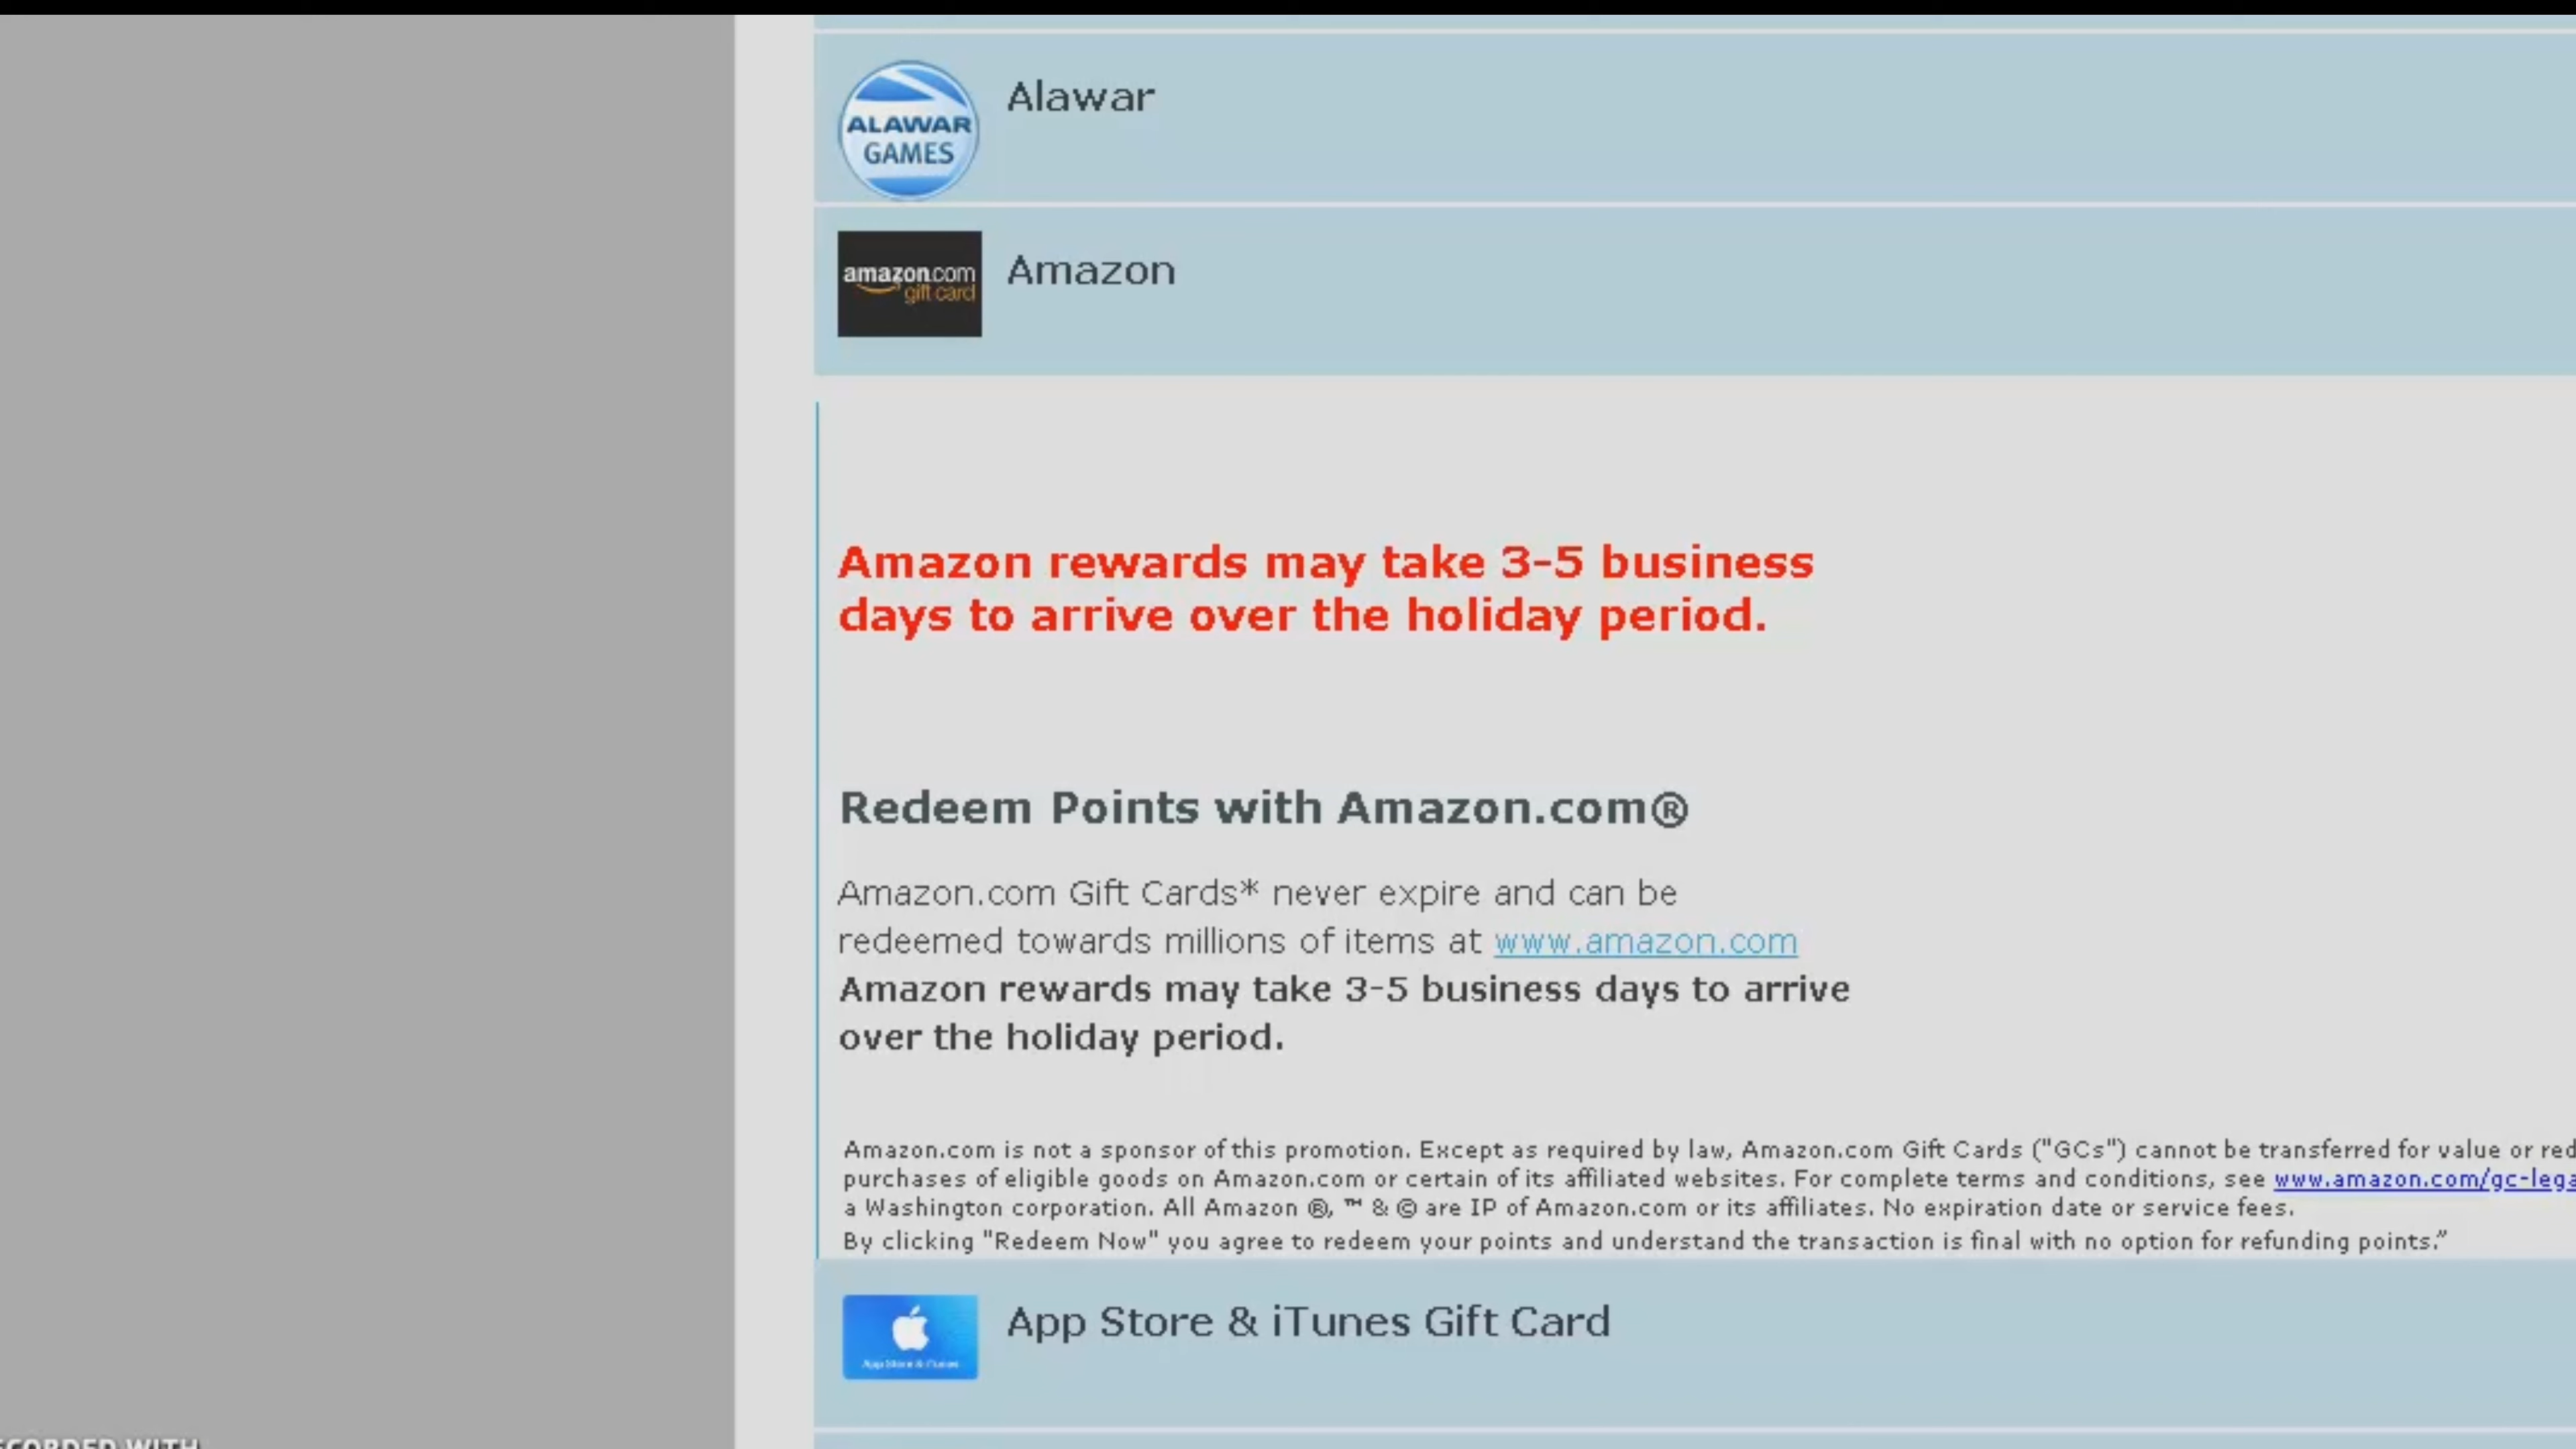 ALAWAR
GAMES
Alawar
amazon.com
gift card
Amazon
Amazon rewards may take 3-5 business
days to arrive over the holiday period.
Redeem Points with Amazon.com®
Amazon.com Gift Cards* never expire and can be
redeemed towards millions of items at www.amazon.com
Amazon rewards may take 3-5 business days to arrive
over the holiday period.
Amazon.com is not a sponsor of this promotion. Except as required by law, Amazon.com Gift Cards ("GCs") cannot be transferred for value or red
purchases of eligible goods on Amazon.com or certain of its affiliated websites. For complete terms and conditions, see www.amazon.com/gc-lega
a Washington corporation. All Amazon ®, ™ & © are IP of Amazon.com or its affiliates. No expiration date or service fees.
By clicking "Redeem Now" you agree to redeem your points and understand the transaction is final with no option for refunding points.”
App Store & iTunes
App Store & iTunes Gift Card
WITH